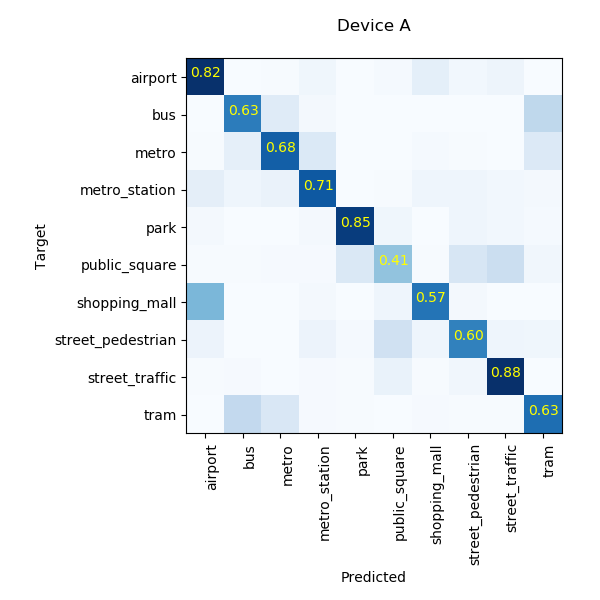 Device A
airport 0.82
bus 0.63
metro 0.68
metro_station 0.71
park 0.85
public_square 0.41
shopping_mall 0.57
street_pedestrian 0.60
street_traffic 0.88
tram 0.63
Target
airport
bus
metro
metro_station
park
public_square
shopping_mall
street_pedestrian
street_traffic
tram
Predicted